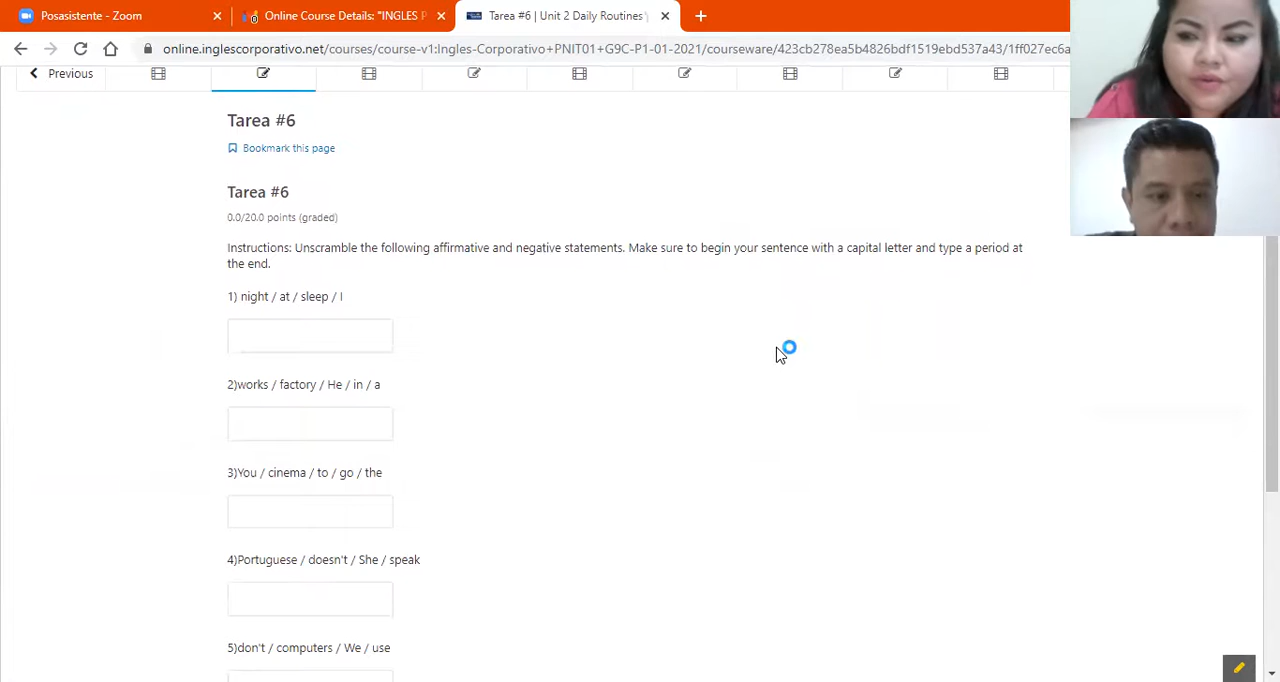 Posasistente - Zoom
Online Course Details: "INGLES P
Tarea #6 | Unit 2 Daily Routines
online.inglescorporativo.net/courses/course-v1:Ingles-Corporativo+PNIT01+G9C-P1-01-2021/courseware/423cb278ea5b4826bdf1519ebd537a43/1ff027ec6a
Previous
Tarea #6
Bookmark this page
Tarea #6
0.0/20.0 points (graded)
Instructions: Unscramble the following affirmative and negative statements. Make sure to begin your sentence with a capital letter and type a period at
the end.
1) night / at / sleep / I
2)works / factory / He / in / a
3)You / cinema / to / go / the
4)Portuguese / doesn't / She / speak
5)don't / computers / We / use